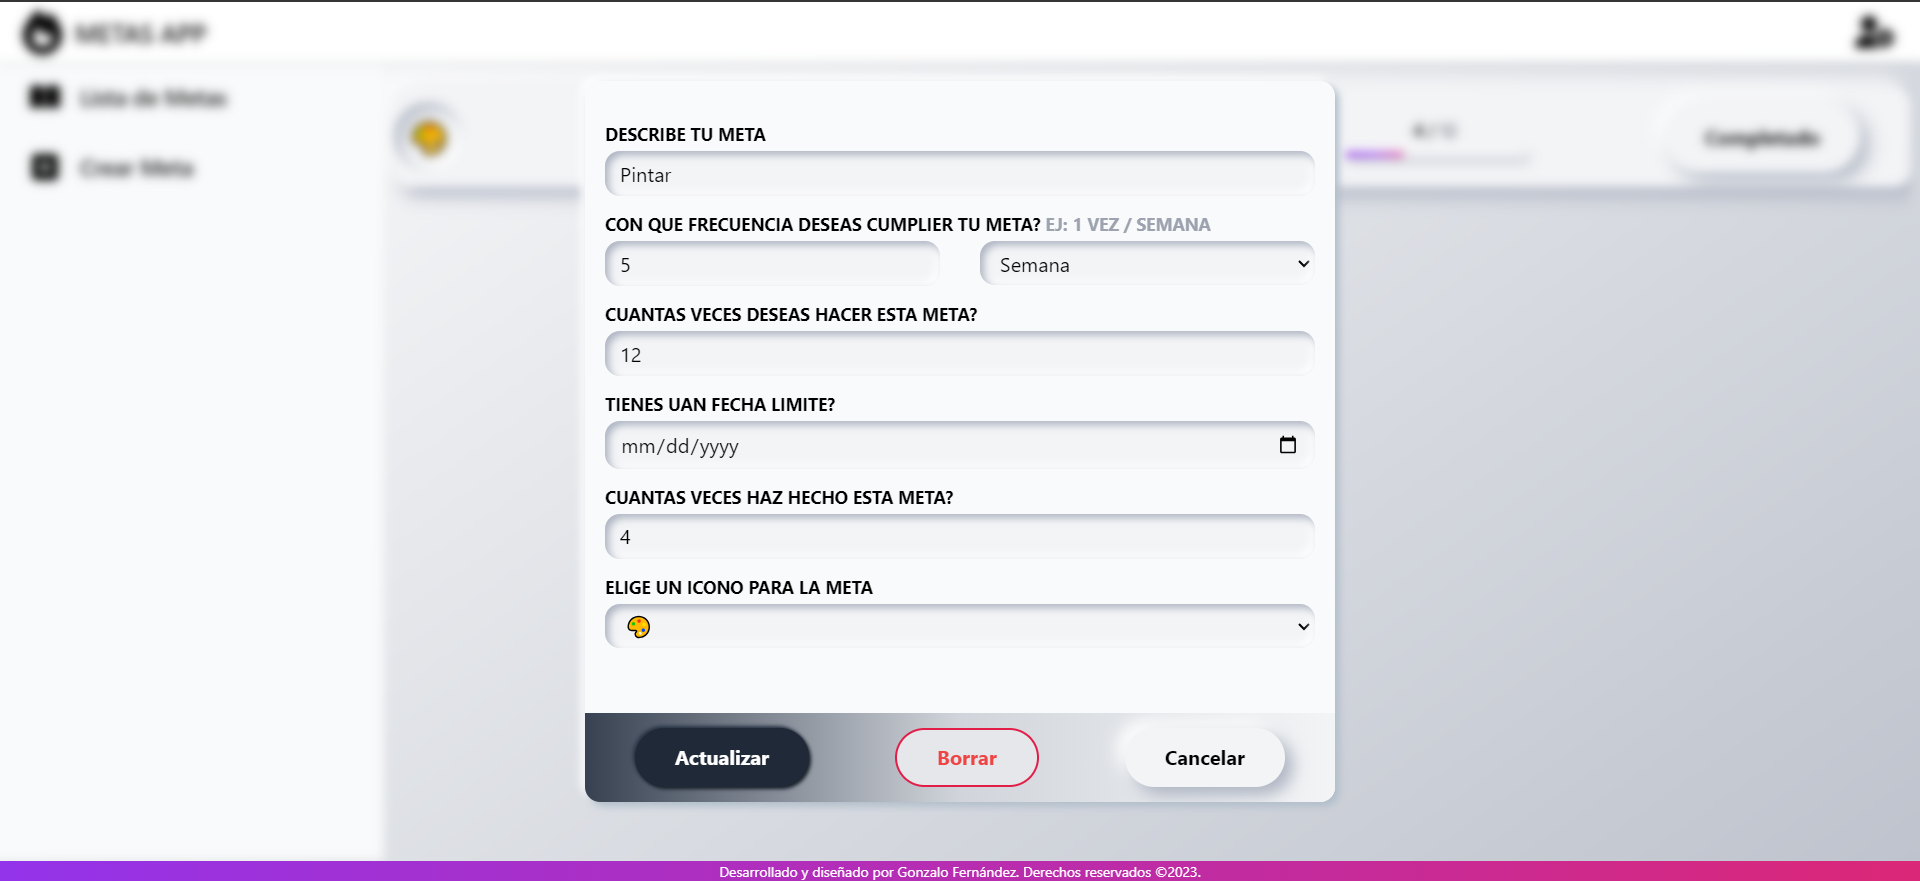 METAS APP
Lista de Metas
Crear Meta
Completado
DESCRIBE TU META
Pintar
CON QUE FRECUENCIA DESEAS CUMPLIER TU META? EJ: 1 VEZ / SEMANA
5
Semana
CUANTAS VECES DESEAS HACER ESTA META?
12
TIENES UAN FECHA LIMITE?
mm/dd/yyyy
CUANTAS VECES HAZ HECHO ESTA META?
4
ELIGE UN ICONO PARA LA META
Actualizar
Borrar
Cancelar
Desarrollado y diseñado por Gonzalo Fernández. Derechos reservados ©2023.